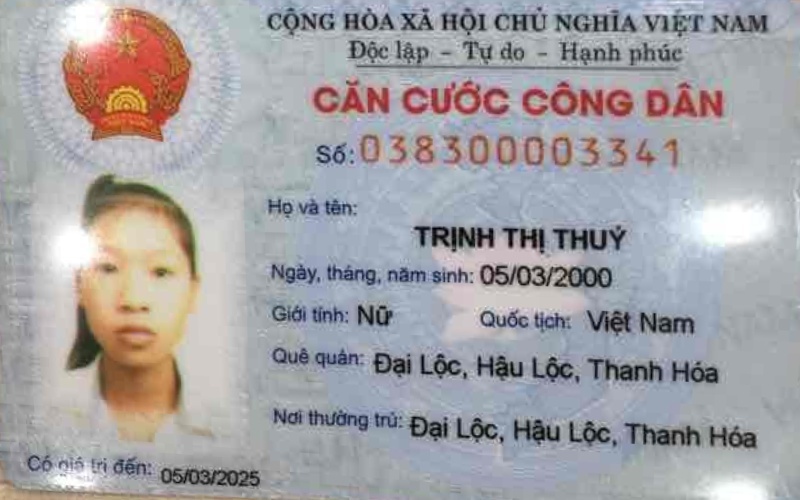 CỘNG HÒA XÃ HỘI CHỦ NGHĨA VIỆT NAM
Độc lập - Tự do - Hạnh phúc
CĂN CƯỚC CÔNG DÂN
Số: 038300003341
Họ và tên:
TRỊNH THỊ THUÝ
Ngày, tháng, năm sinh: 05/03/2000
Giới tính: Nữ Quốc tịch: Việt Nam
Quê quán: Đại Lộc, Hậu Lộc, Thanh Hóa
Nơi thường trú: Đại Lộc, Hậu Lộc, Thanh Hóa
Có giá trị đến: 05/03/2025